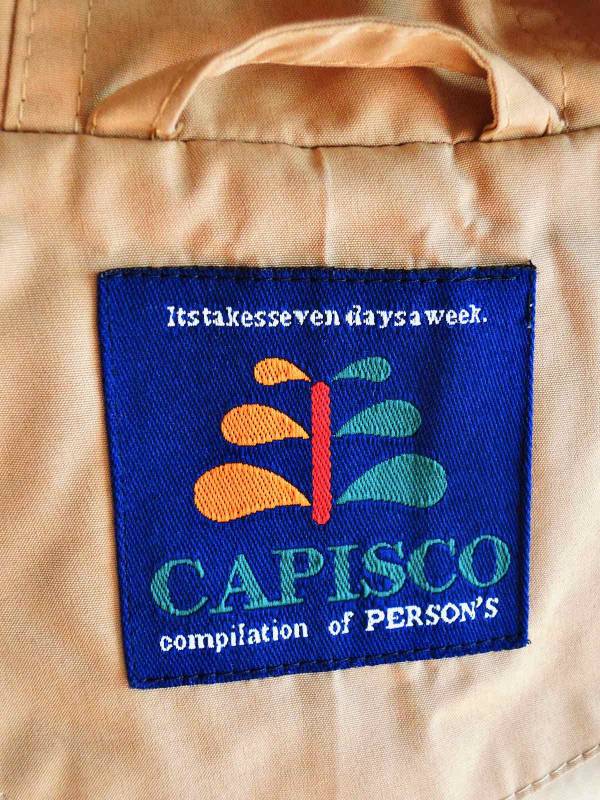 Itstakesseven daysaweek.
CAPISCO
compilation of PERSON'S